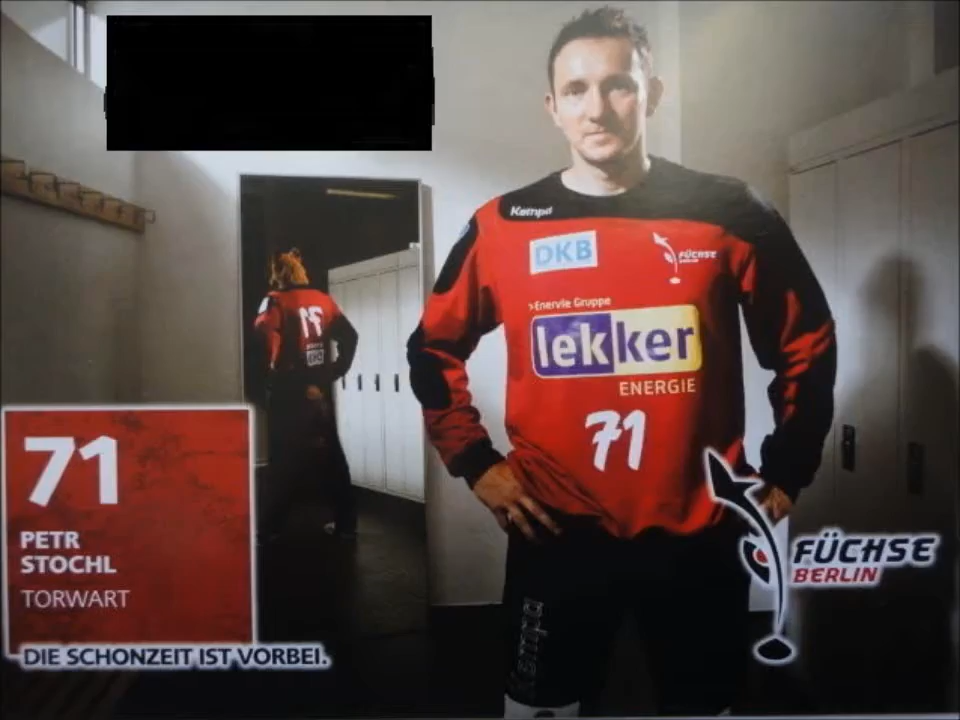 Kempa
DKB
FÜCHSE
BERLIN
>Enervie Gruppe
lekker
ENERGIE
71
71
PETR
STOCHL
TORWART
FÜCHSE
BERLIN
kempa
DIE SCHONZEIT IST VORBEI.